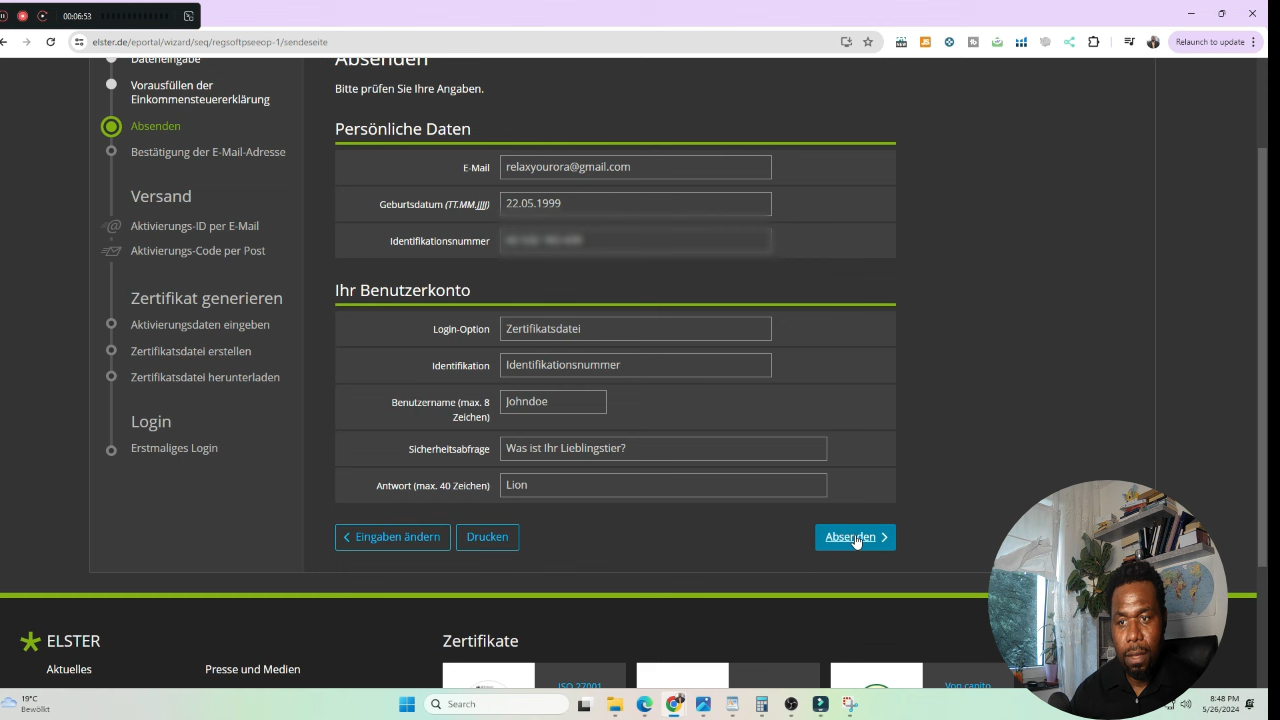 00:06:53
elster.de/eportal/wizard/seq/regsoftpseeop-1/sendeseite
Relaunch to update
Dateneingabe
Vorausfüllen der
Einkommensteuererklärung
Absenden
Bestätigung der E-Mail-Adresse
Versand
Aktivierungs-ID per E-Mail
Aktivierungs-Code per Post
Zertifikat generieren
Aktivierungsdaten eingeben
Zertifikatsdatei erstellen
Zertifikatsdatei herunterladen
Login
Erstmaliges Login
Absenden
Bitte prüfen Sie Ihre Angaben.
Persönliche Daten
E-Mail relaxyourora@gmail.com
Geburtsdatum (TT.MM.JJJJ) 22.05.1999
Identifikationsnummer
Ihr Benutzerkonto
Login-Option Zertifikatsdatei
Identifikation Identifikationsnummer
Benutzername (max. 8
Zeichen) Johndoe
Sicherheitsabfrage Was ist Ihr Lieblingstier?
Antwort (max. 40 Zeichen) Lion
Eingaben ändern Drucken Absenden
ELSTER
Aktuelles Presse und Medien
Zertifikate
ISO 27001 Von capito
19°C
Bewölkt
Search
8:48 PM
5/26/2024